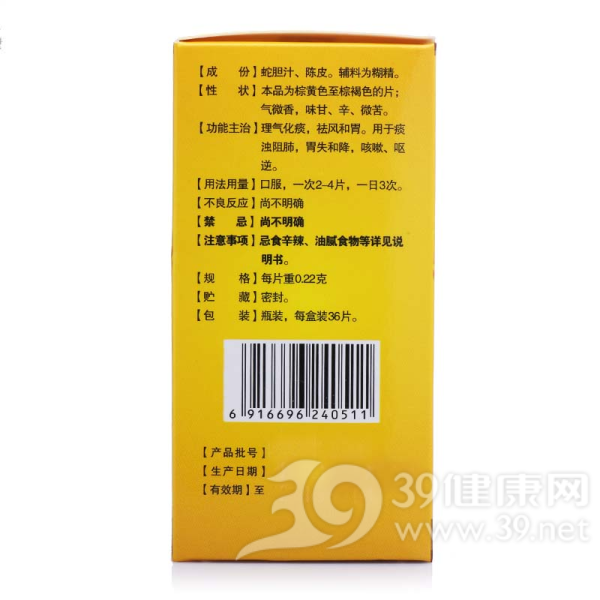 【成 份】蛇胆汁、陈皮。辅料为糊精。
【性 状】本品为棕黄色至棕褐色的片；
气微香，味甘、辛、微苦。
【功能主治】理气化痰，祛风和胃。用于痰
浊阻肺，胃失和降，咳嗽、呕
逆。
【用法用量】口服，一次2-4片，一日3次。
【不良反应】尚不明确
【禁 忌】尚不明确
【注意事项】忌食辛辣、油腻食物等详见说
明书。
【规 格】每片重0.22克
【贮 藏】密封。
【包 装】瓶装，每盒装36片。
6 916696 240511
【产品批号】
【生产日期】
【有效期】至
39健康网
www.39.net